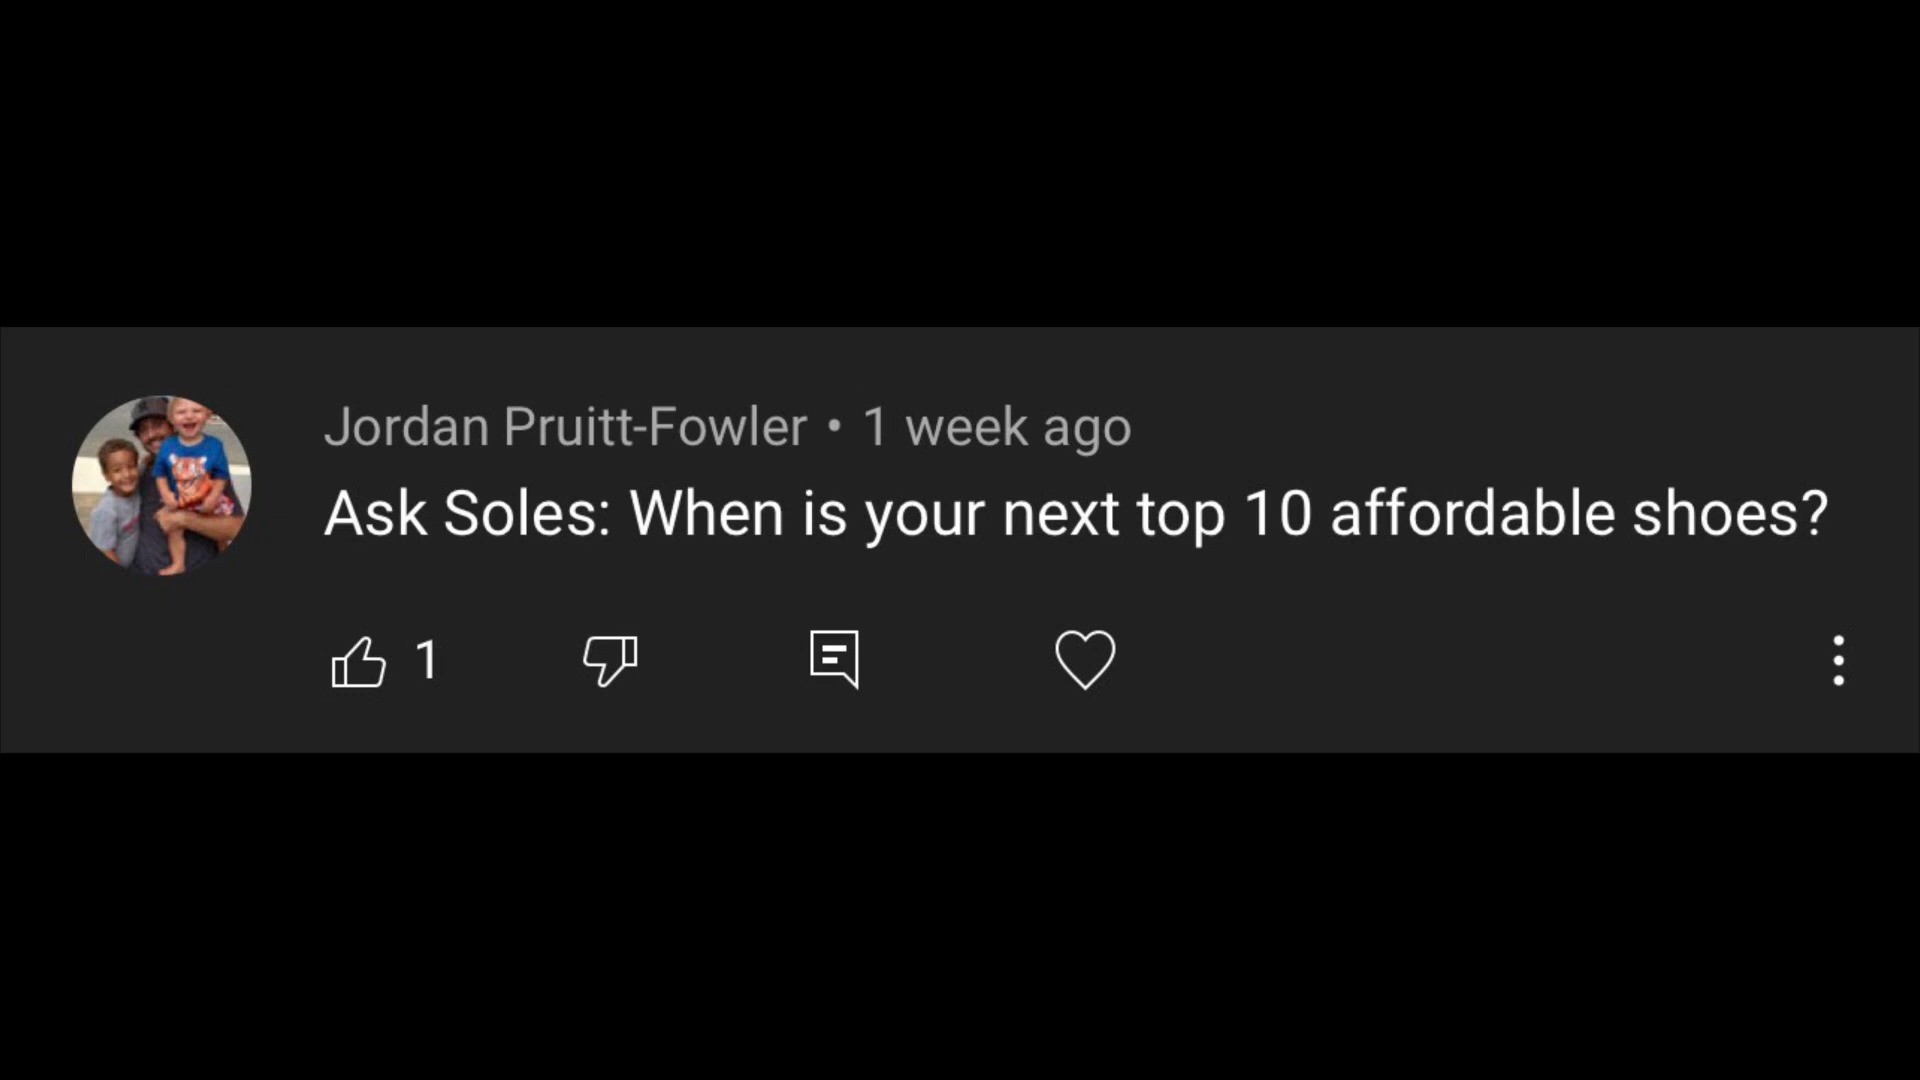 Jordan Pruitt-Fowler • 1 week ago
Ask Soles: When is your next top 10 affordable shoes?
1